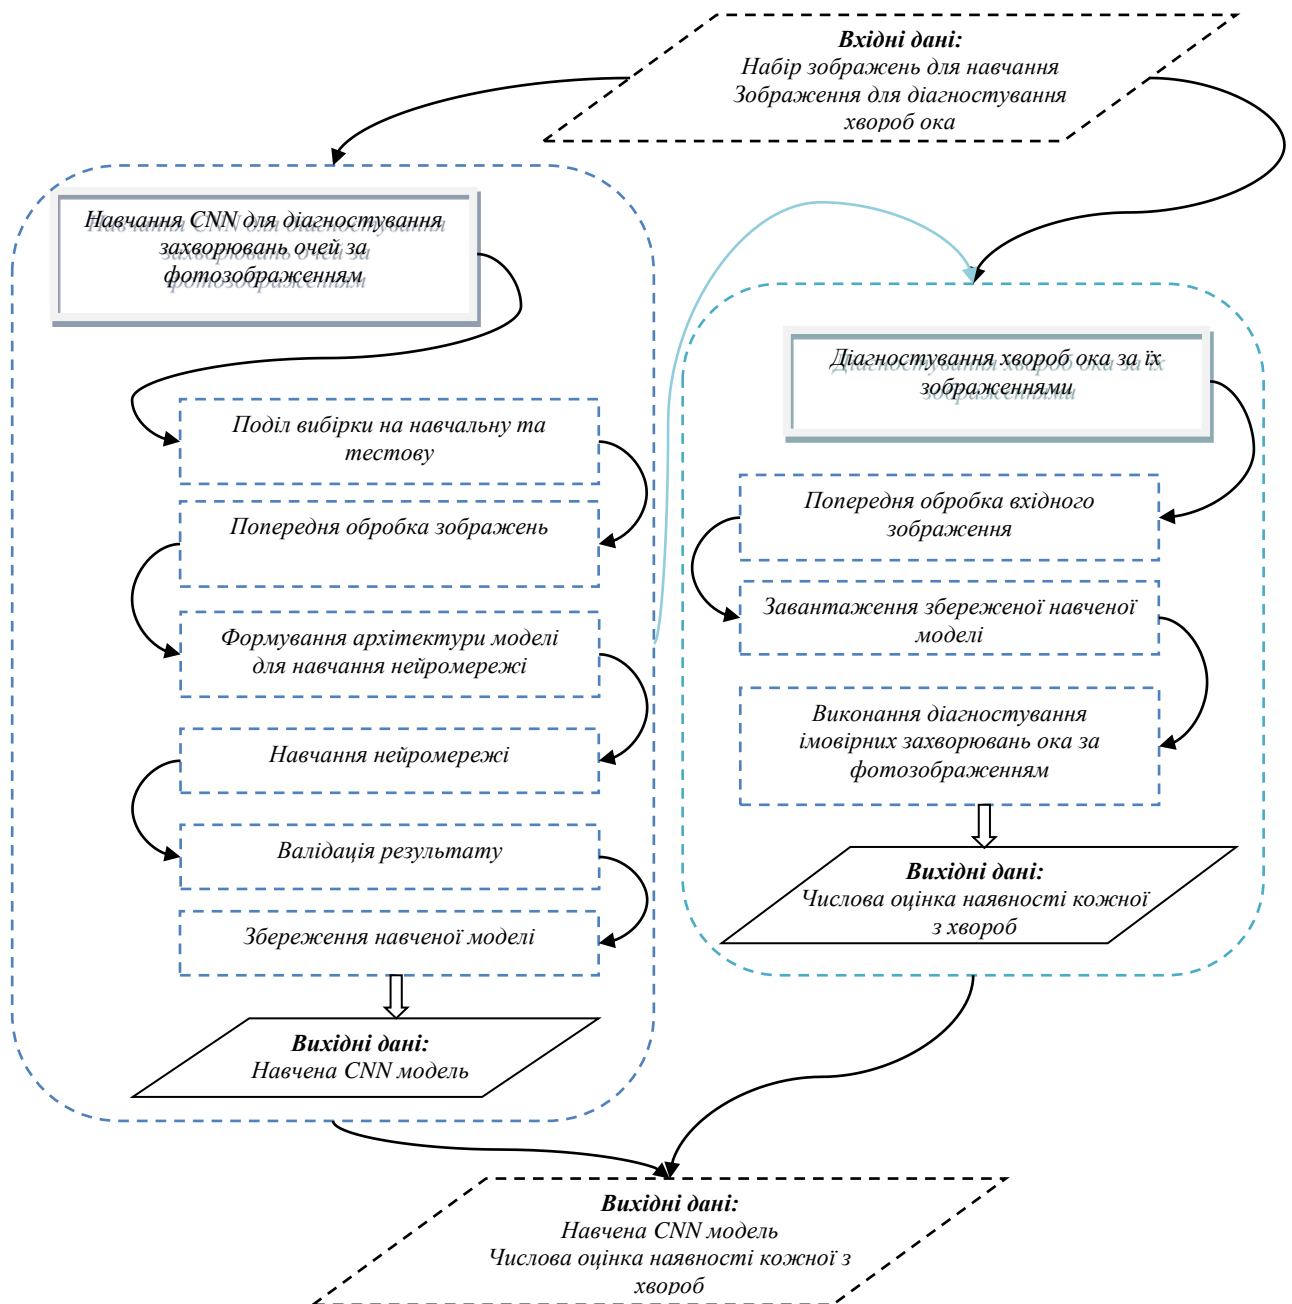 Вхідні дані:
Набір зображень для навчання
Зображення для діагностування
хвороб ока
Навчання CNN для діагностування
захворювань очей за
фотозображенням
Поділ вибірки на навчальну та
тестову
Попередня обробка зображень
Формування архітектури моделі
для навчання нейромережі
Навчання нейромережі
Валідація результату
Збереження навченої моделі
Вихідні дані:
Навчена CNN модель
Діагностування хвороб ока за їх
зображеннями
Попередня обробка вхідного
зображення
Завантаження збереженої навченої
моделі
Виконання діагностування
імовірних захворювань ока за
фотозображенням
Вихідні дані:
Числова оцінка наявності кожної
з хвороб
Вихідні дані:
Навчена CNN модель
Числова оцінка наявності кожної з
хвороб